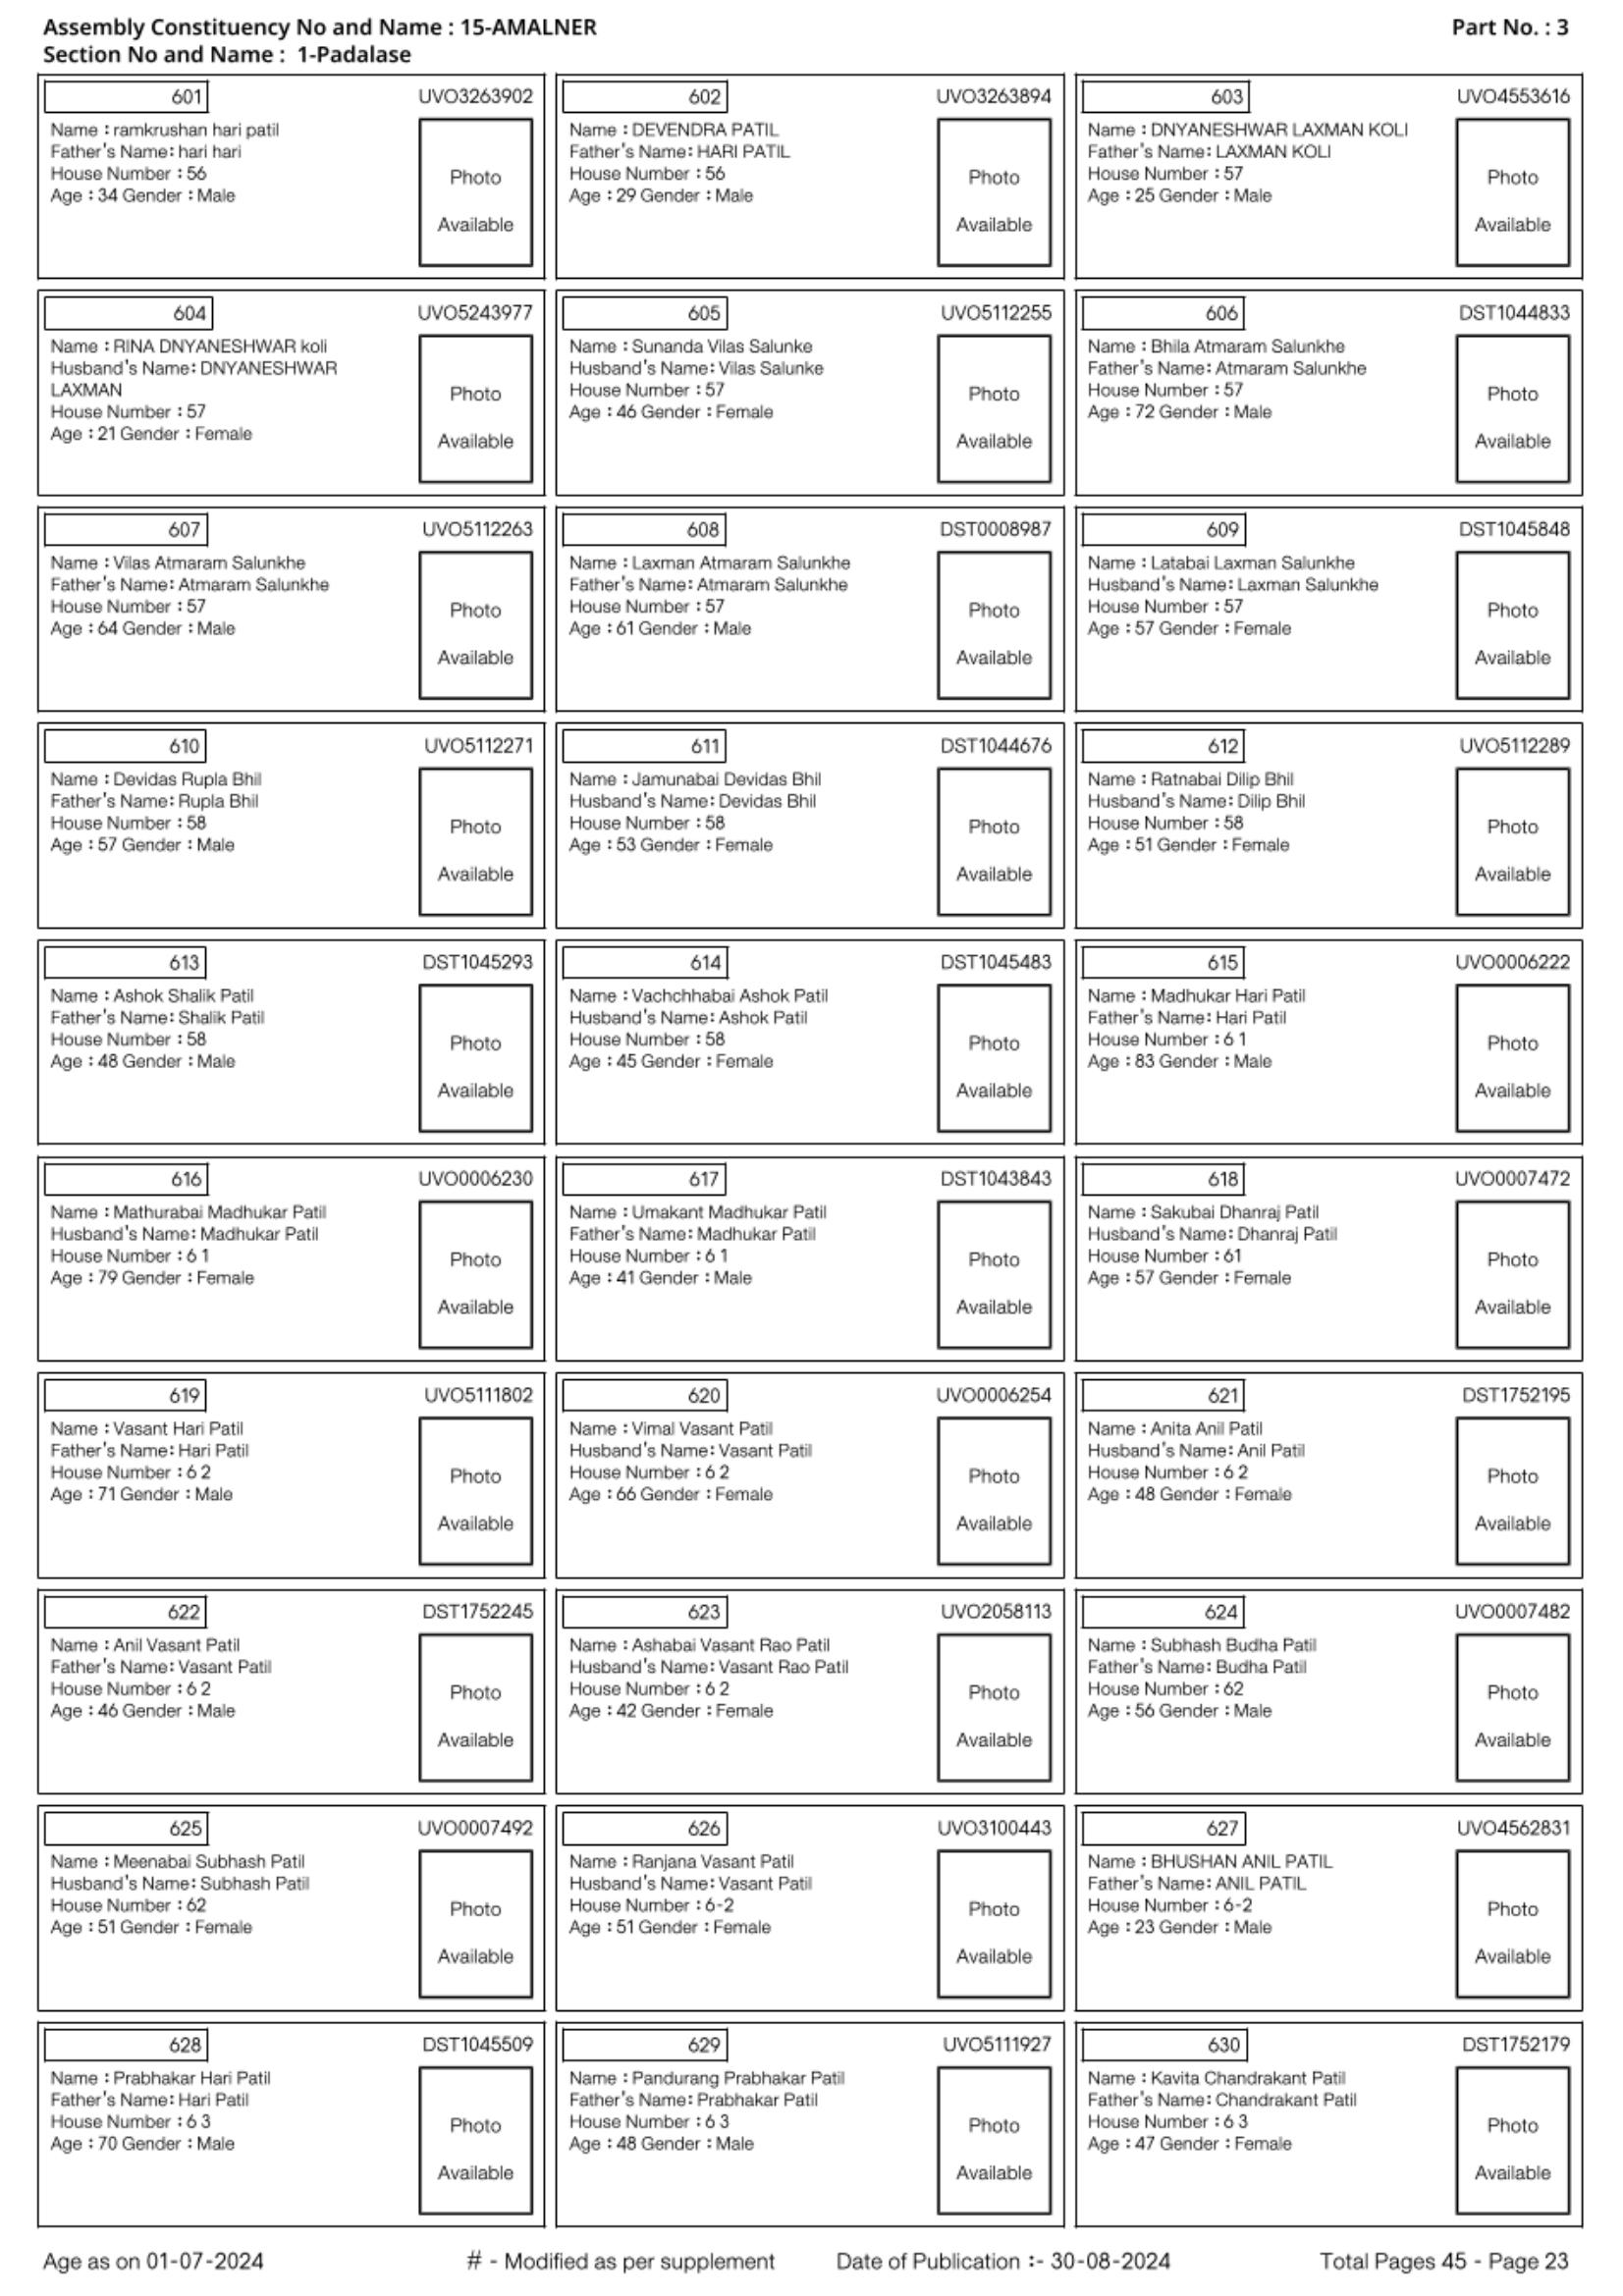 Assembly Constituency No and Name : 15-AMALNER
Part No. : 3
Section No and Name : 1-Padalase
601
UVO3263902
Name : ramkrushan hari patil
Father's Name: hari hari
House Number : 56
Age : 34 Gender : Male
Photo
Available
602
UVO3263894
Name : DEVENDRA PATIL
Father's Name: HARI PATIL
House Number : 56
Age : 29 Gender : Male
Photo
Available
603
UVO4553616
Name : DNYANESHWAR LAXMAN KOLI
Father's Name: LAXMAN KOLI
House Number : 57
Age : 25 Gender : Male
Photo
Available
604
UVO5243977
Name : RINA DNYANESHWAR koli
Husband's Name: DNYANESHWAR
LAXMAN
House Number : 57
Age : 21 Gender : Female
Photo
Available
605
UVO5112255
Name : Sunanda Vilas Salunke
Husband's Name: Vilas Salunke
House Number : 57
Age : 46 Gender : Female
Photo
Available
606
DST1044833
Name : Bhila Atmaram Salunkhe
Father's Name: Atmaram Salunkhe
House Number : 57
Age : 72 Gender : Male
Photo
Available
607
UVO5112263
Name : Vilas Atmaram Salunkhe
Father's Name: Atmaram Salunkhe
House Number : 57
Age : 64 Gender : Male
Photo
Available
608
DST0008987
Name : Laxman Atmaram Salunkhe
Father's Name: Atmaram Salunkhe
House Number : 57
Age : 61 Gender : Male
Photo
Available
609
DST1045848
Name : Latabai Laxman Salunkhe
Husband's Name: Laxman Salunkhe
House Number : 57
Age : 57 Gender : Female
Photo
Available
610
UVO5112271
Name : Devidas Rupla Bhil
Father's Name: Rupla Bhil
House Number : 58
Age : 57 Gender : Male
Photo
Available
611
DST1044676
Name : Jamunabai Devidas Bhil
Husband's Name: Devidas Bhil
House Number : 58
Age : 53 Gender : Female
Photo
Available
612
UVO5112289
Name : Ratnabai Dilip Bhil
Husband's Name: Dilip Bhil
House Number : 58
Age : 51 Gender : Female
Photo
Available
613
DST1045293
Name : Ashok Shalik Patil
Father's Name: Shalik Patil
House Number : 58
Age : 48 Gender : Male
Photo
Available
614
DST1045483
Name : Vachchhabai Ashok Patil
Husband's Name: Ashok Patil
House Number : 58
Age : 45 Gender : Female
Photo
Available
615
UVO0006222
Name : Madhukar Hari Patil
Father's Name: Hari Patil
House Number : 6 1
Age : 83 Gender : Male
Photo
Available
616
UVO0006230
Name : Mathurabai Madhukar Patil
Husband's Name: Madhukar Patil
House Number : 6 1
Age : 79 Gender : Female
Photo
Available
617
DST1043843
Name : Umakant Madhukar Patil
Father's Name: Madhukar Patil
House Number : 6 1
Age : 41 Gender : Male
Photo
Available
618
UVO0007472
Name : Sakubai Dhanraj Patil
Husband's Name: Dhanraj Patil
House Number : 61
Age : 57 Gender : Female
Photo
Available
619
UVO5111802
Name : Vasant Hari Patil
Father's Name: Hari Patil
House Number : 6 2
Age : 71 Gender : Male
Photo
Available
620
UVO0006254
Name : Vimal Vasant Patil
Husband's Name: Vasant Patil
House Number : 6 2
Age : 66 Gender : Female
Photo
Available
621
DST1752195
Name : Anita Anil Patil
Husband's Name: Anil Patil
House Number : 6 2
Age : 48 Gender : Female
Photo
Available
622
DST1752245
Name : Anil Vasant Patil
Father's Name: Vasant Patil
House Number : 6 2
Age : 46 Gender : Male
Photo
Available
623
UVO2058113
Name : Ashabai Vasant Rao Patil
Husband's Name: Vasant Rao Patil
House Number : 6 2
Age : 42 Gender : Female
Photo
Available
624
UVO0007482
Name : Subhash Budha Patil
Father's Name: Budha Patil
House Number : 62
Age : 56 Gender : Male
Photo
Available
625
UVO0007492
Name : Meenabai Subhash Patil
Husband's Name: Subhash Patil
House Number : 62
Age : 51 Gender : Female
Photo
Available
626
UVO3100443
Name : Ranjana Vasant Patil
Husband's Name: Vasant Patil
House Number : 6-2
Age : 51 Gender : Female
Photo
Available
627
UVO4562831
Name : BHUSHAN ANIL PATIL
Father's Name: ANIL PATIL
House Number : 6-2
Age : 23 Gender : Male
Photo
Available
628
DST1045509
Name : Prabhakar Hari Patil
Father's Name: Hari Patil
House Number : 6 3
Age : 70 Gender : Male
Photo
Available
629
UVO5111927
Name : Pandurang Prabhakar Patil
Father's Name: Prabhakar Patil
House Number : 6 3
Age : 48 Gender : Male
Photo
Available
630
DST1752179
Name : Kavita Chandrakant Patil
Father's Name: Chandrakant Patil
House Number : 6 3
Age : 47 Gender : Female
Photo
Available
Age as on 01-07-2024
# - Modified as per supplement
Date of Publication :- 30-08-2024
Total Pages 45 - Page 23